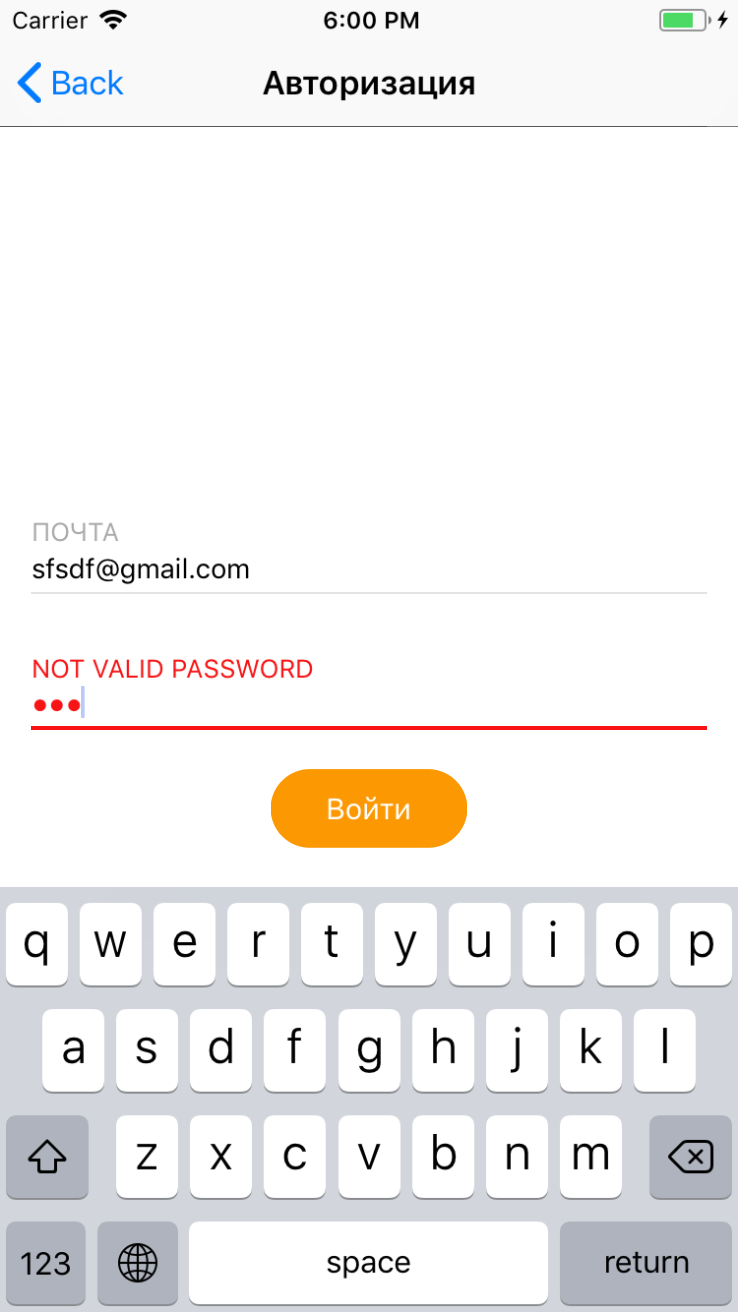 Carrier 6:00 PM
Back Авторизация
ПОЧТА
sfsdf@gmail.com
NOT VALID PASSWORD
•••
Войти
q w e r t y u i o p
a s d f g h j k l
z x c v b n m
123 space return